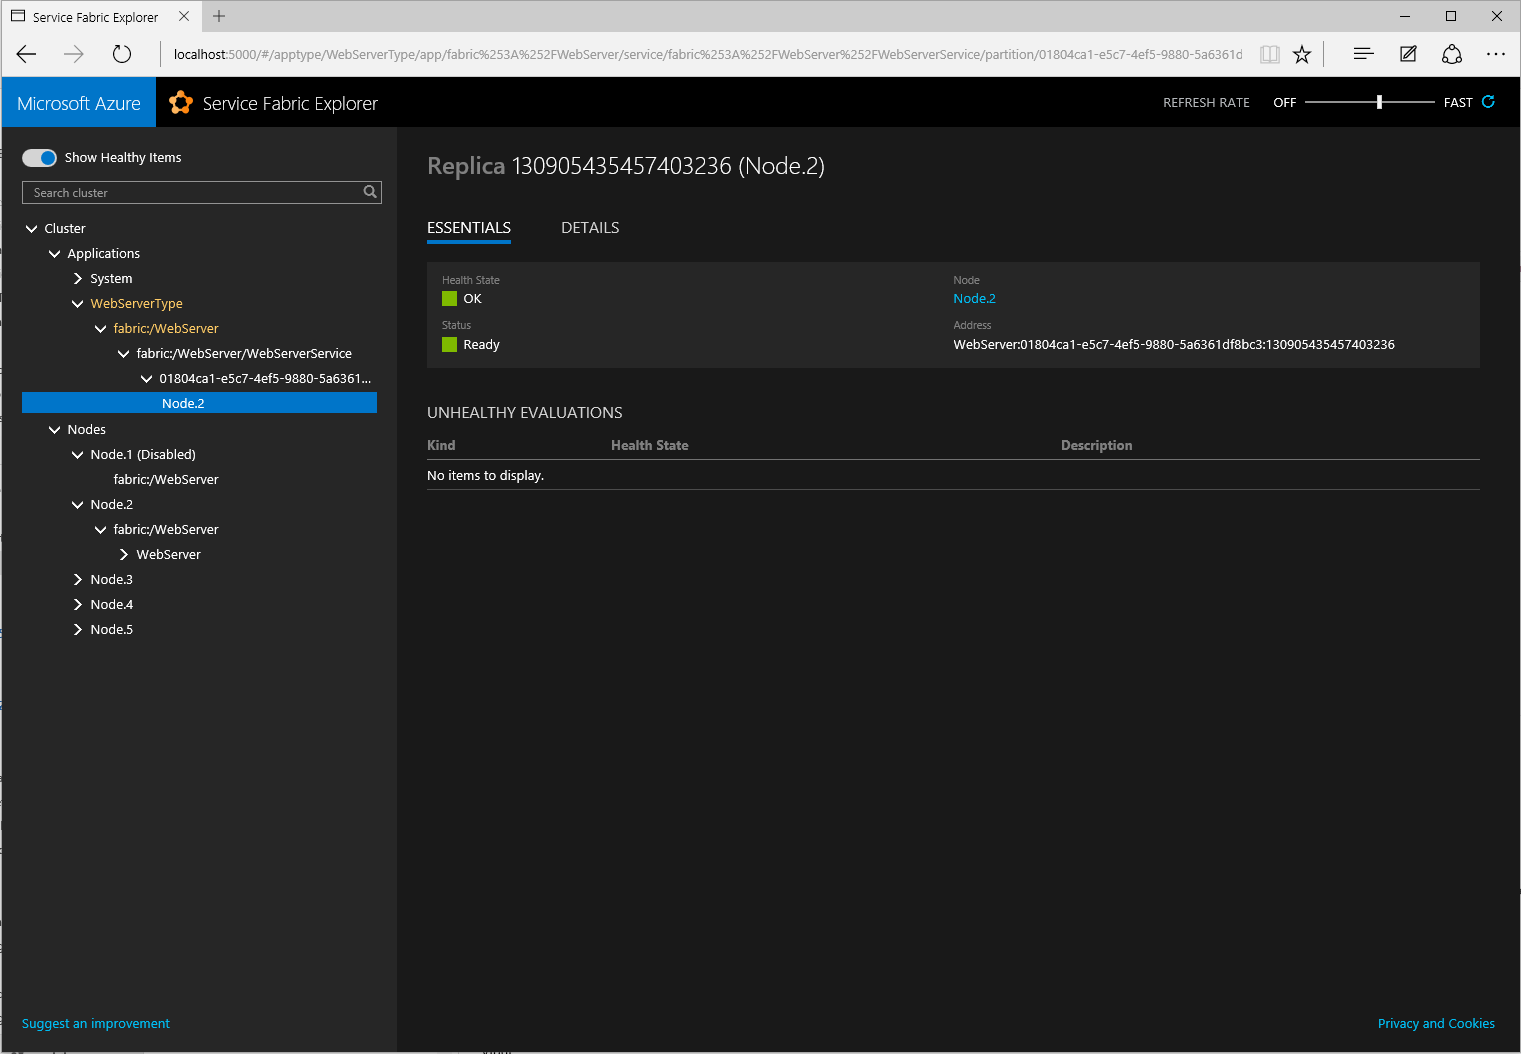 Service Fabric Explorer
localhost:5000/#/apptype/WebServerType/app/fabric%253A%252FWebServer/service/fabric%253A%252FWebServer%252FWebServerService/partition/01804ca1-e5c7-4ef5-9880-5a6361d
Microsoft Azure
Service Fabric Explorer
REFRESH RATE OFF FAST
Show Healthy Items
Search cluster
Cluster
Applications
System
WebServerType
fabric:/WebServer
fabric:/WebServer/WebServerService
01804ca1-e5c7-4ef5-9880-5a6361...
Node.2
Nodes
Node.1 (Disabled)
fabric:/WebServer
Node.2
fabric:/WebServer
WebServer
Node.3
Node.4
Node.5
Suggest an improvement
Replica 130905435457403236 (Node.2)
ESSENTIALS DETAILS
Health State
OK
Status
Ready
Node
Node.2
Address
WebServer:01804ca1-e5c7-4ef5-9880-5a6361df8bc3:130905435457403236
UNHEALTHY EVALUATIONS
Kind Health State Description
No items to display.
Privacy and Cookies